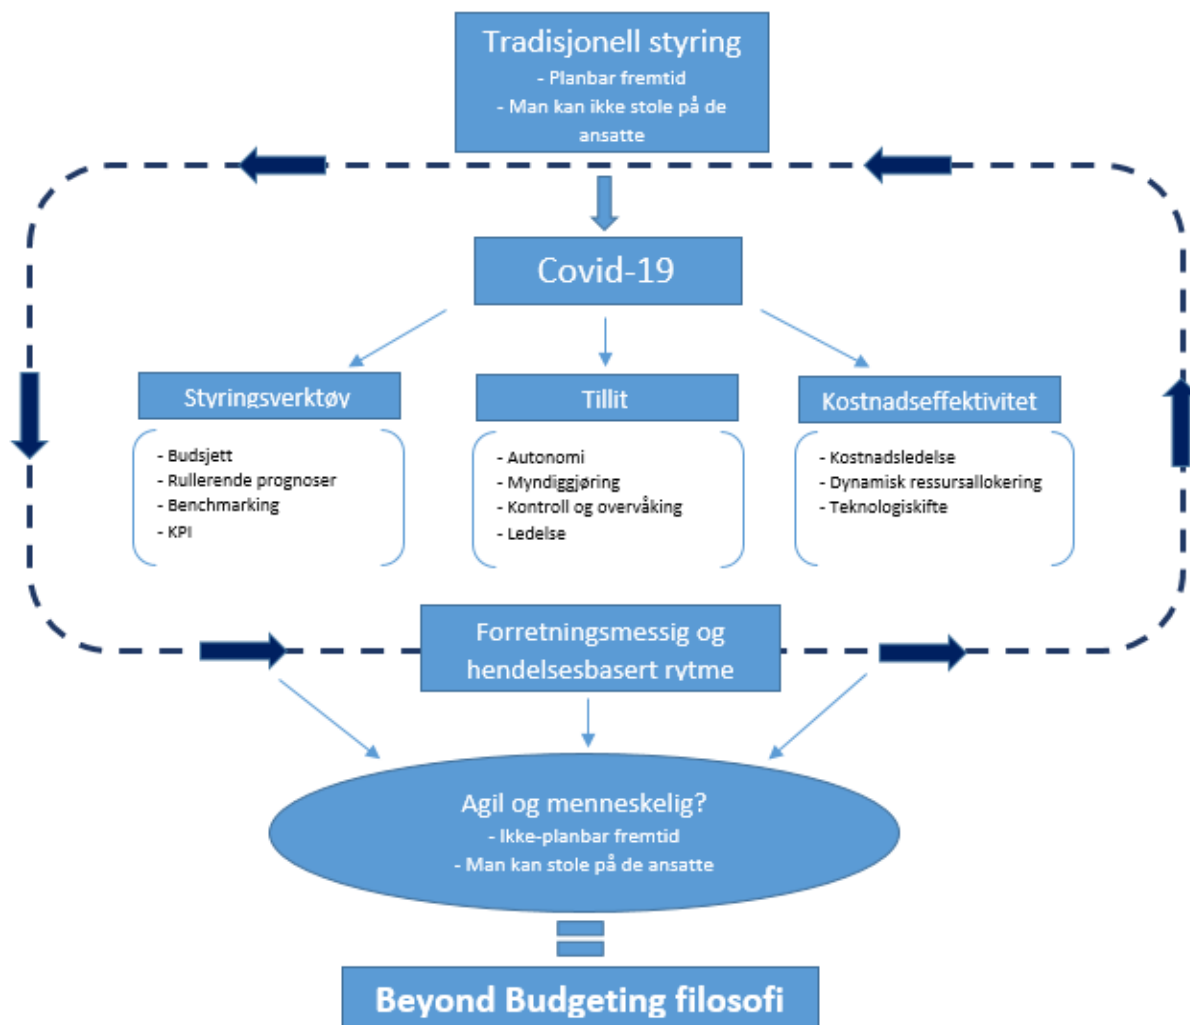 Tradisjonell styring
- Planbar fremtid
- Man kan ikke stole på de
ansatte
Covid-19
Styringsverktøy
- Budsjett
- Rullerende prognoser
- Benchmarking
- KPI
Tillit
- Autonomi
- Myndiggjøring
- Kontroll og overvåking
- Ledelse
Kostnadseffektivitet
- Kostnadsledelse
- Dynamisk ressursallokering
- Teknologiskifte
Forretningsmessig og
hendelsesbasert rytme
Agil og menneskelig?
- Ikke-planbar fremtid
- Man kan stole på de ansatte
Beyond Budgeting filosofi